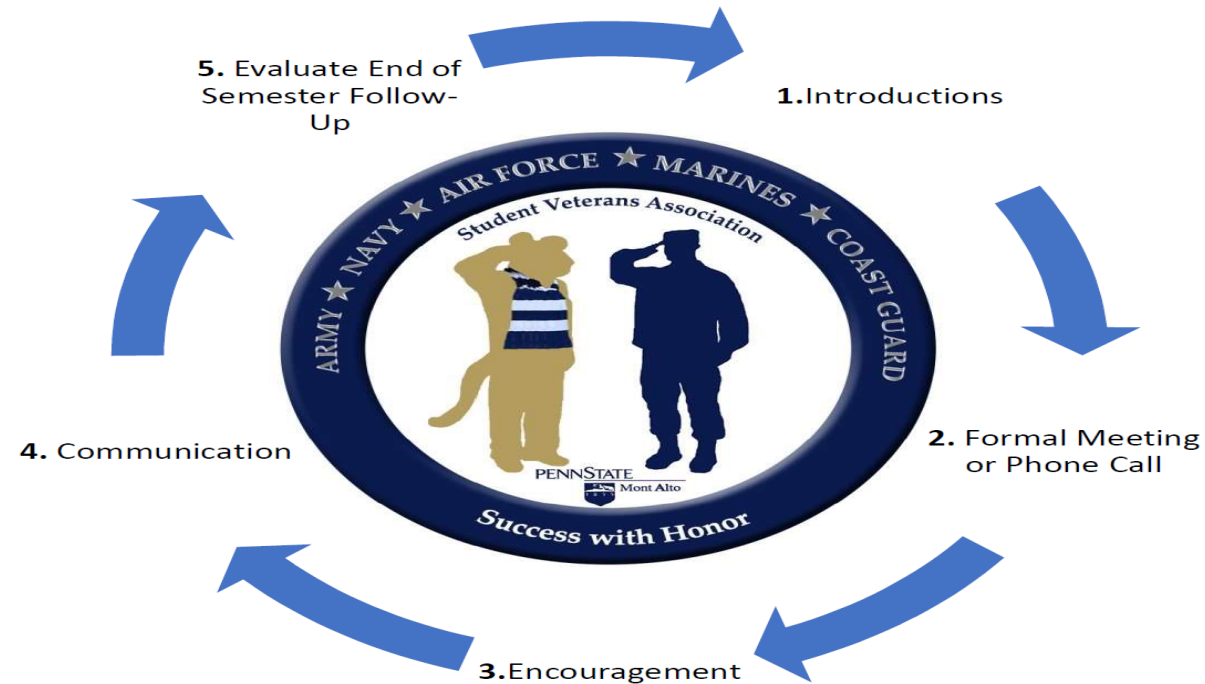 5. Evaluate End of
Semester Follow-
Up
1.Introductions
ARMY ★ NAVY ★ AIR FORCE ★ MARINES ★ COAST GUARD
Student Veterans Association
2. Formal Meeting
or Phone Call
4. Communication
PENNSTATE
Mont Alto
1855
Success with Honor
3.Encouragement